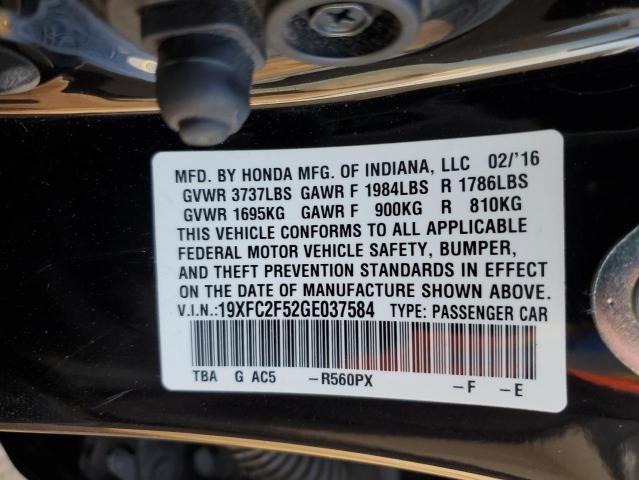 MFD. BY HONDA MFG. OF INDIANA, LLC 02/'16
GVWR 3737LBS GAWR F 1984LBS R 1786LBS
GVWR 1695KG GAWR F 900KG R 810KG
THIS VEHICLE CONFORMS TO ALL APPLICABLE
FEDERAL MOTOR VEHICLE SAFETY, BUMPER,
AND THEFT PREVENTION STANDARDS IN EFFECT
ON THE DATE OF MANUFACTURE SHOWN ABOVE.
V.I.N.:19XFC2F52GE037584 TYPE: PASSENGER CAR
TBA G AC5 –R560PX –F –E